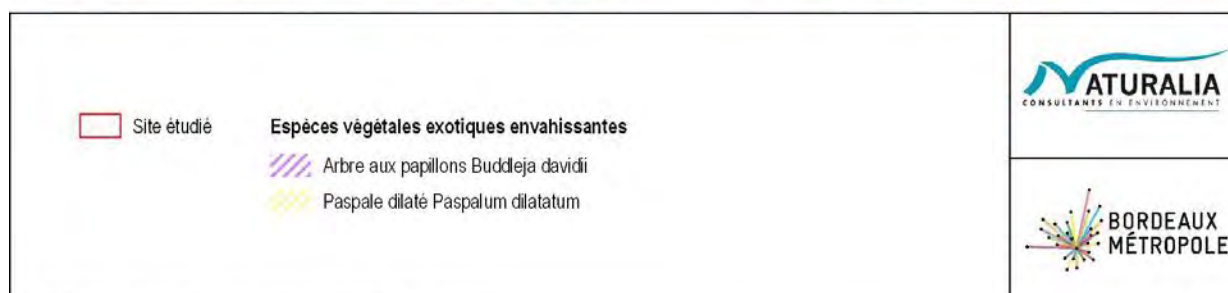 Site étudié
Espèces végétales exotiques envahissantes
Arbre aux papillons Buddleja davidii
Paspale dilaté Paspalum dilatatum
NATURALIA
CONSULTANTS EN ENVIRONNEMENT
BORDEAUX
MÉTROPOLE